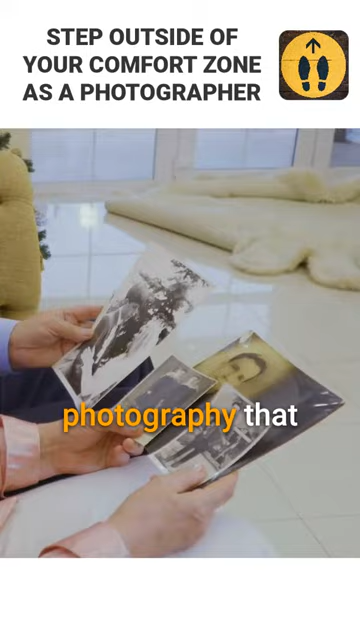 STEP OUTSIDE OF
YOUR COMFORT ZONE
AS A PHOTOGRAPHER
photography that